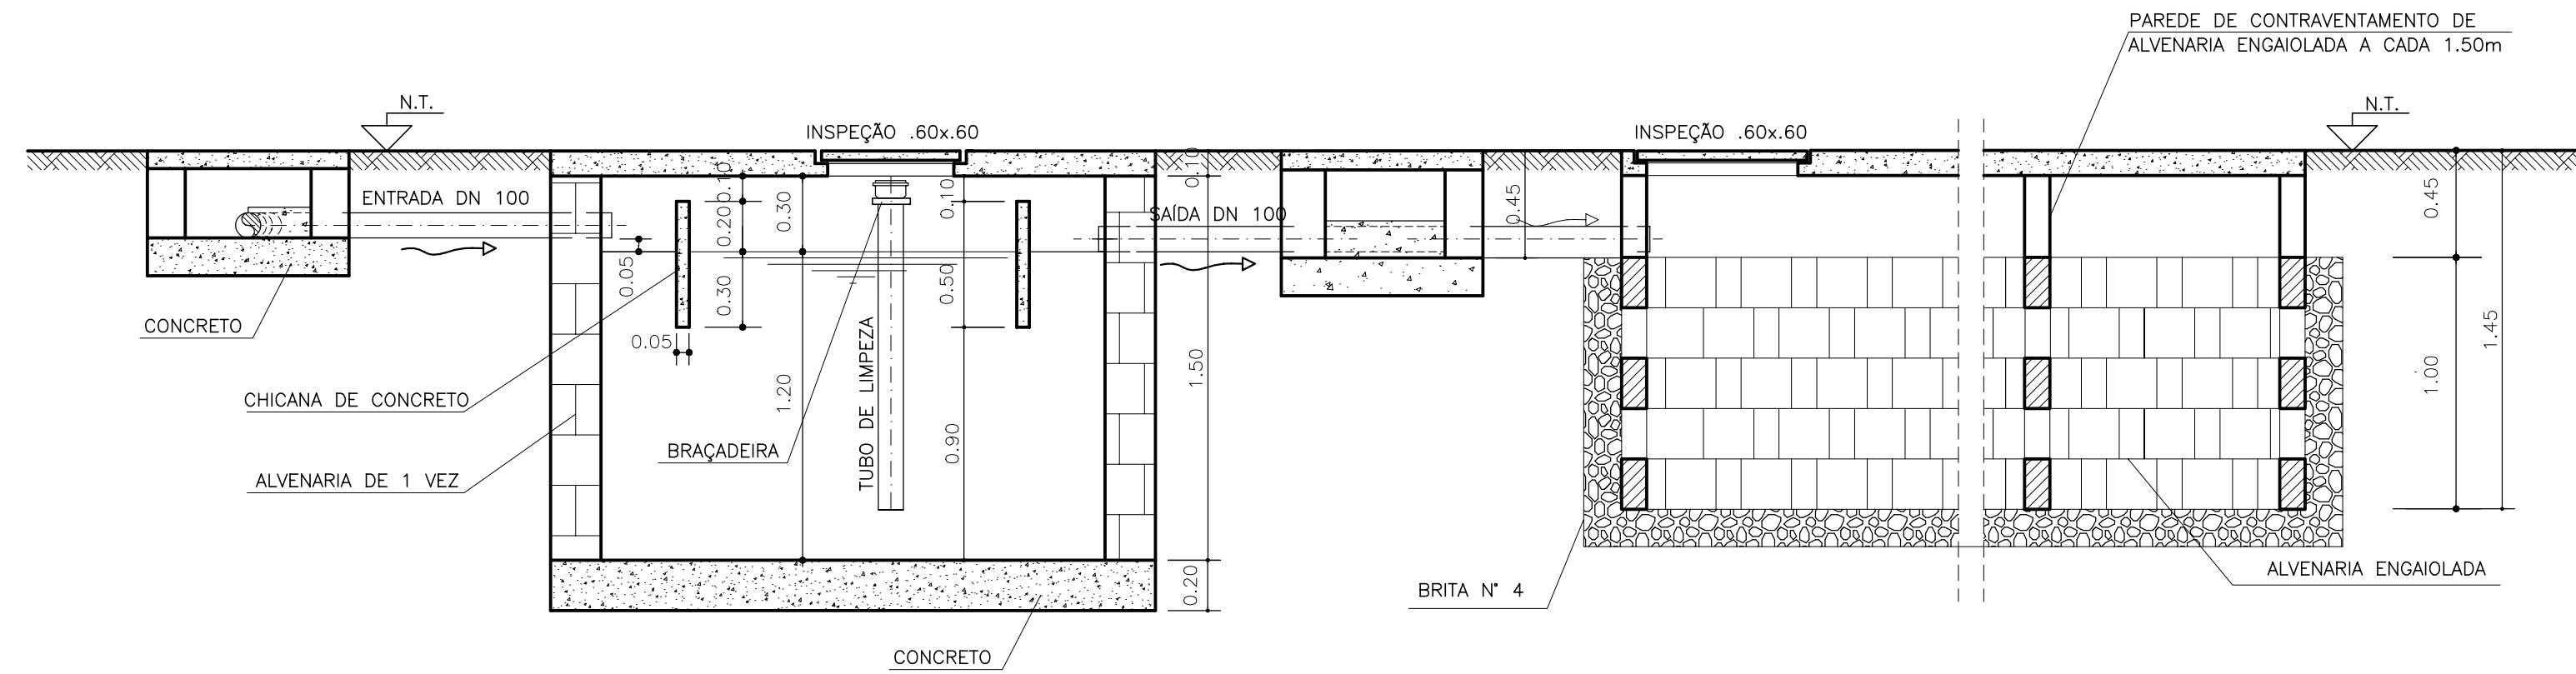 PAREDE DE CONTRAVENTAMENTO DE
ALVENARIA ENGAIOLADA A CADA 1.50m
N.T.
N.T.
INSPEÇÃO .60x.60
INSPEÇÃO .60x.60
ENTRADA DN 100
SAÍDA DN 100
0.10
0.20
0.30
0.10
0.10
0.45
0.45
0.05
0.30
0.50
0.05
1.20
0.90
1.50
1.45
1.00
CONCRETO
CHICANA DE CONCRETO
BRAÇADEIRA
TUBO DE LIMPEZA
ALVENARIA DE 1 VEZ
0.20
BRITA N° 4
ALVENARIA ENGAIOLADA
CONCRETO